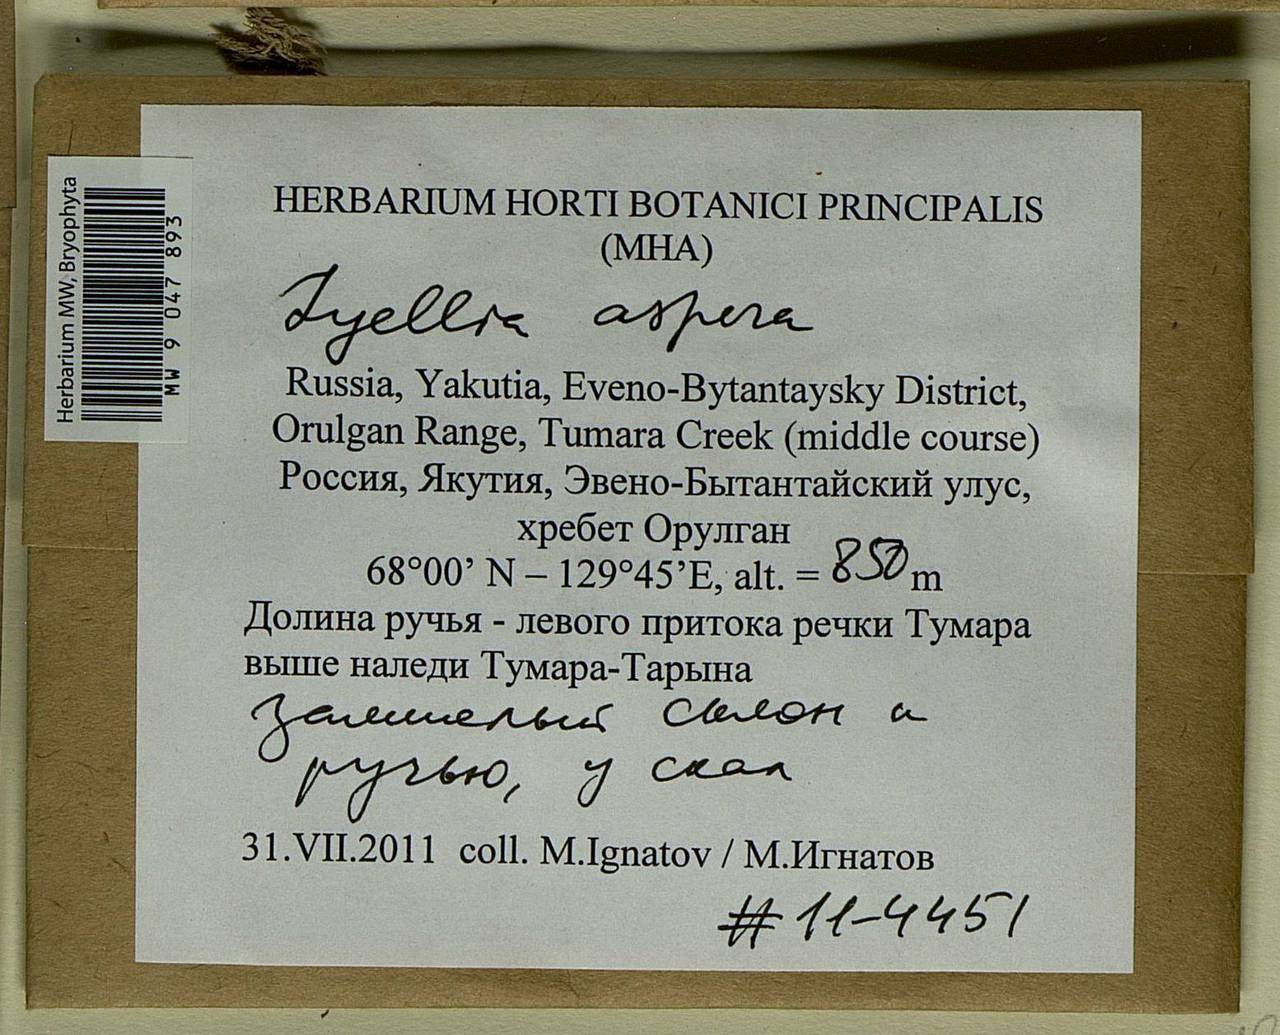 HERBARIUM HORTI BOTANICI PRINCIPALIS
(MHA)
Lyellia aspera
Russia, Yakutia, Eveno-Bytantaysky District,
Orulgan Range, Tumara Creek (middle course)
Россия, Якутия, Эвено-Бытантайский улус,
хребет Орулган
68°00’ N – 129°45’E, alt. = 850 m
Долина ручья - левого притока речки Тумара
выше наледи Тумара-Тарына
замшелый склон к
ручью, у скал
31.VII.2011 coll. M.Ignatov / М.Игнатов
#11-4451
Herbarium MW, Bryophyta
MW 9 047 893